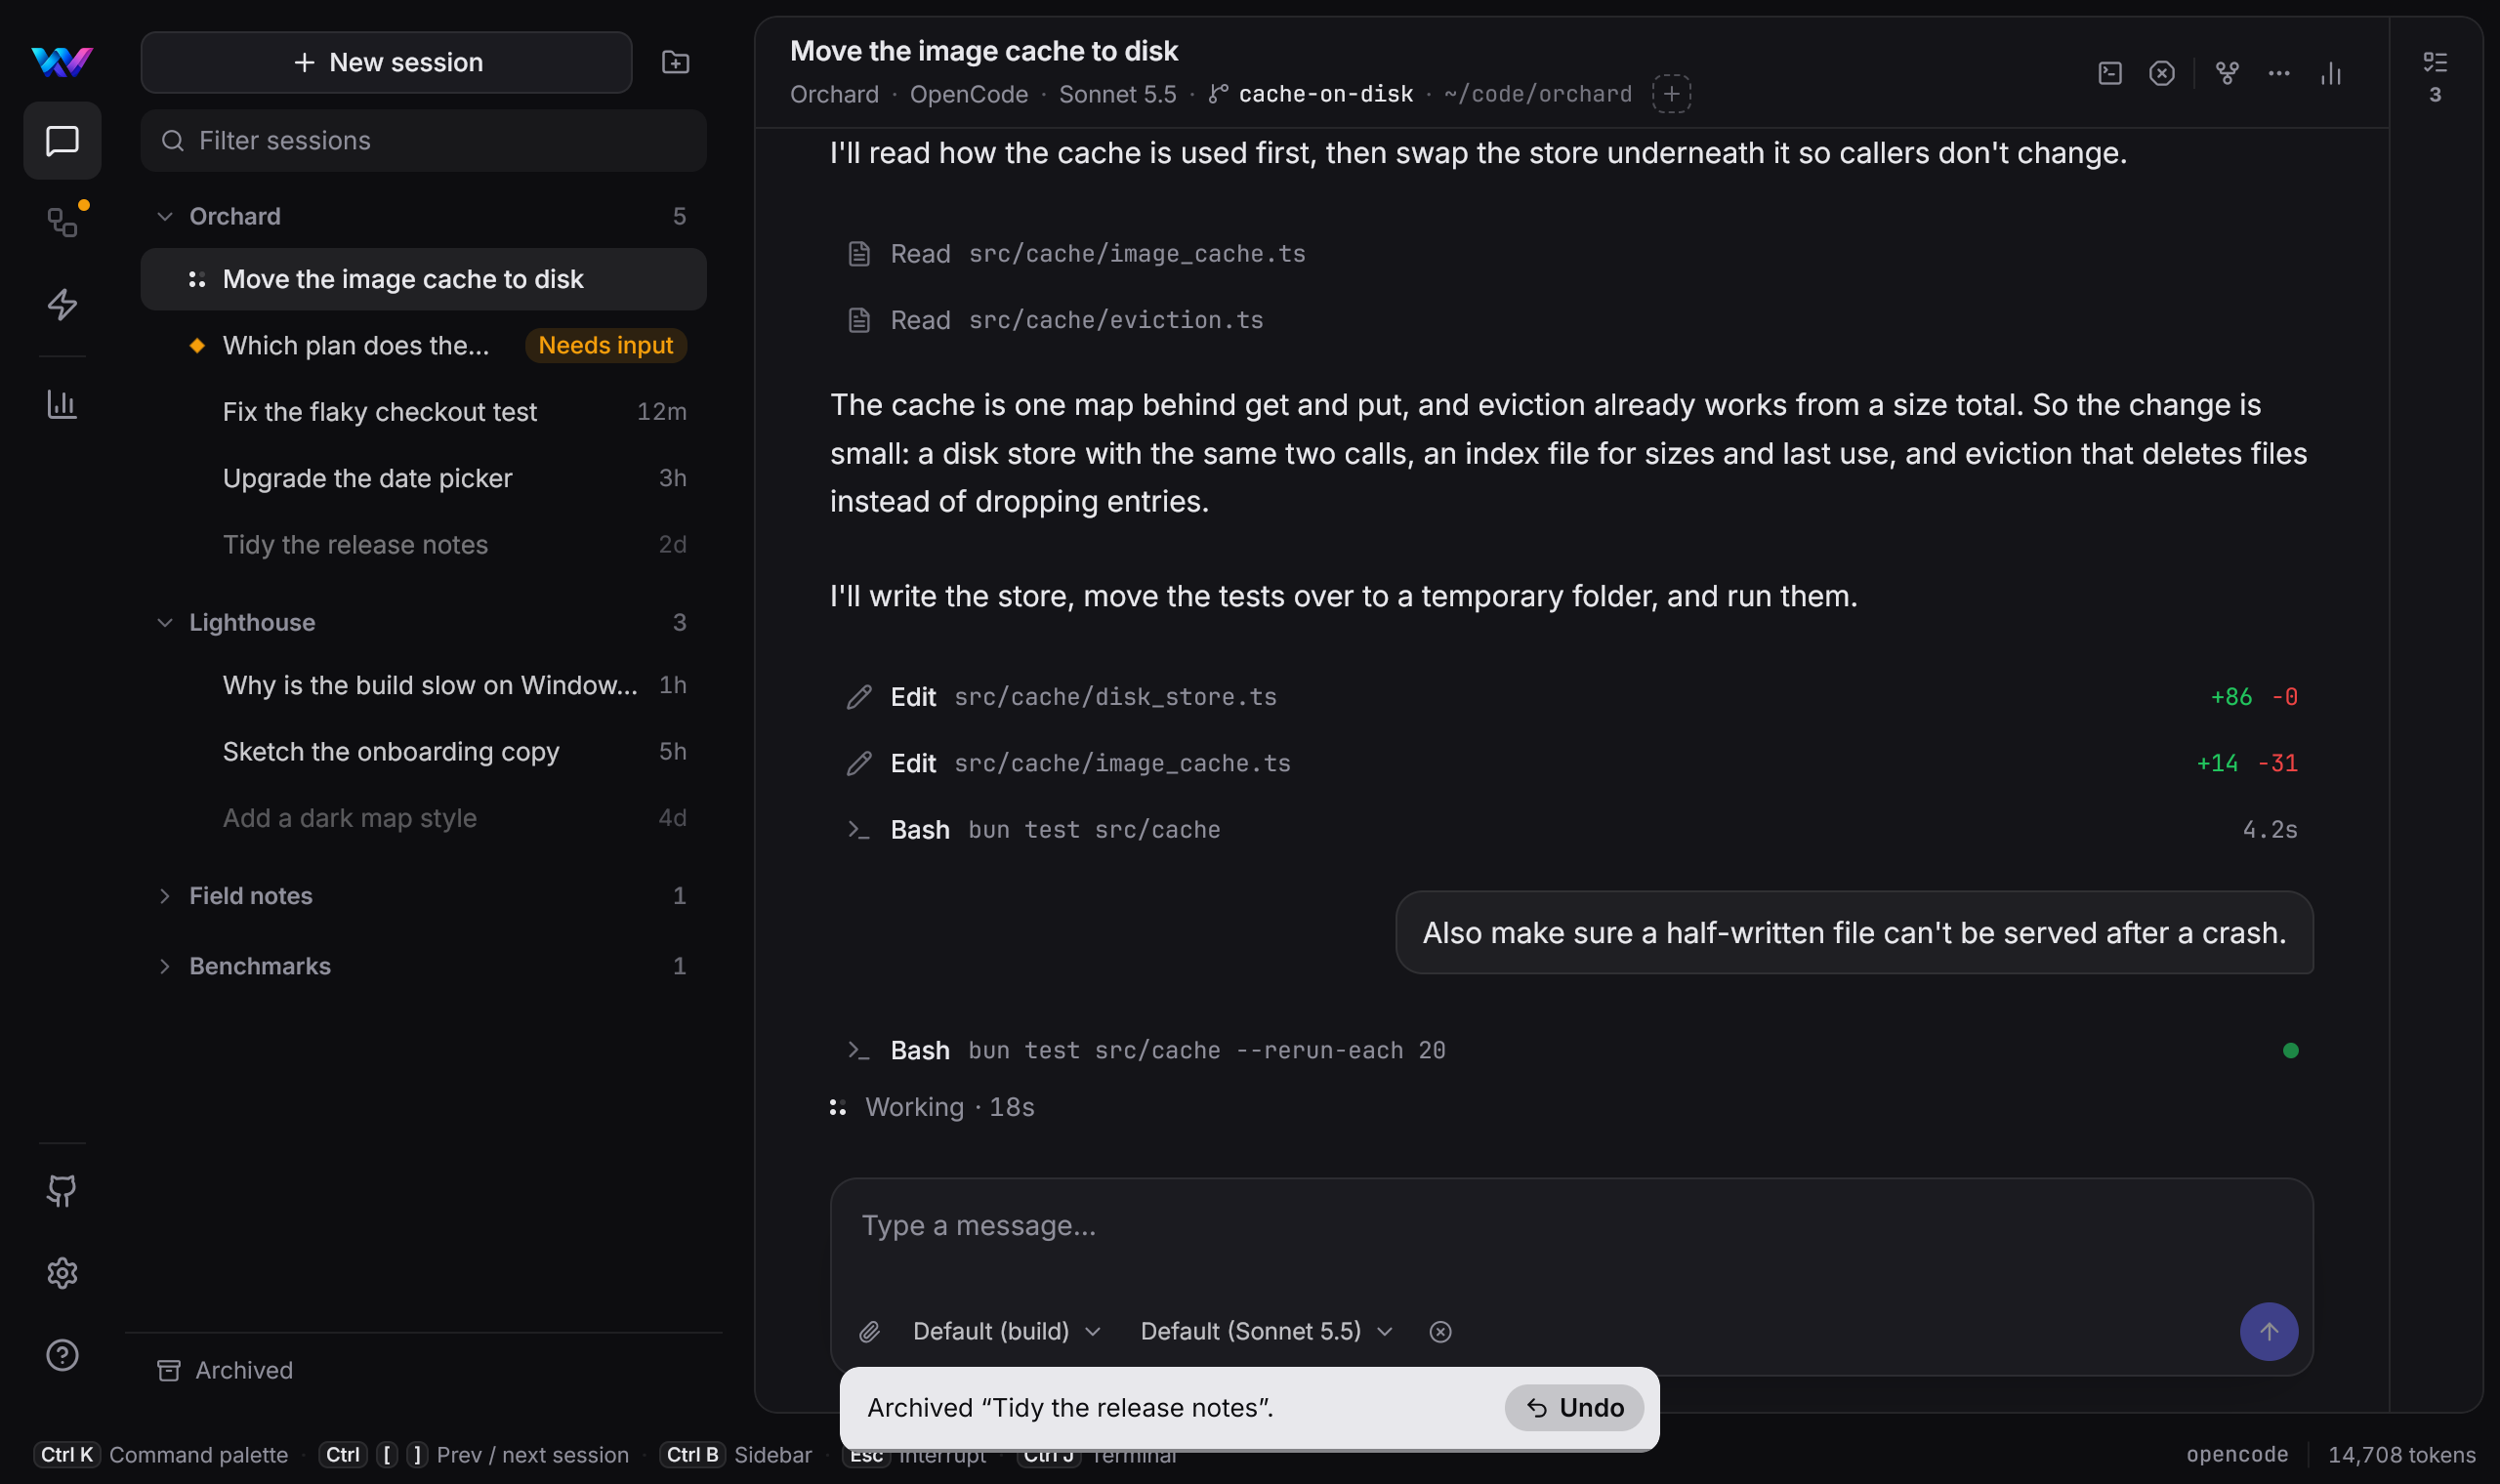 New session
Filter sessions
Orchard 5
Move the image cache to disk
Which plan does the... Needs input
Fix the flaky checkout test 12m
Upgrade the date picker 3h
Tidy the release notes 2d
Lighthouse 3
Why is the build slow on Window... 1h
Sketch the onboarding copy 5h
Add a dark map style 4d
Field notes 1
Benchmarks 1
Archived
Move the image cache to disk
Orchard · OpenCode · Sonnet 5.5 · cache-on-disk · ~/code/orchard
3
I'll read how the cache is used first, then swap the store underneath it so callers don't change.
Read src/cache/image_cache.ts
Read src/cache/eviction.ts
The cache is one map behind get and put, and eviction already works from a size total. So the change is
small: a disk store with the same two calls, an index file for sizes and last use, and eviction that deletes files
instead of dropping entries.
I'll write the store, move the tests over to a temporary folder, and run them.
Edit src/cache/disk_store.ts +86 -0
Edit src/cache/image_cache.ts +14 -31
Bash bun test src/cache 4.2s
Also make sure a half-written file can't be served after a crash.
Bash bun test src/cache --rerun-each 20
Working · 18s
Type a message...
Default (build) Default (Sonnet 5.5)
Archived “Tidy the release notes”. Undo
Ctrl K Command palette · Ctrl [ ] Prev / next session · Ctrl B Sidebar · Esc Interrupt · Ctrl J Terminal
opencode 14,708 tokens